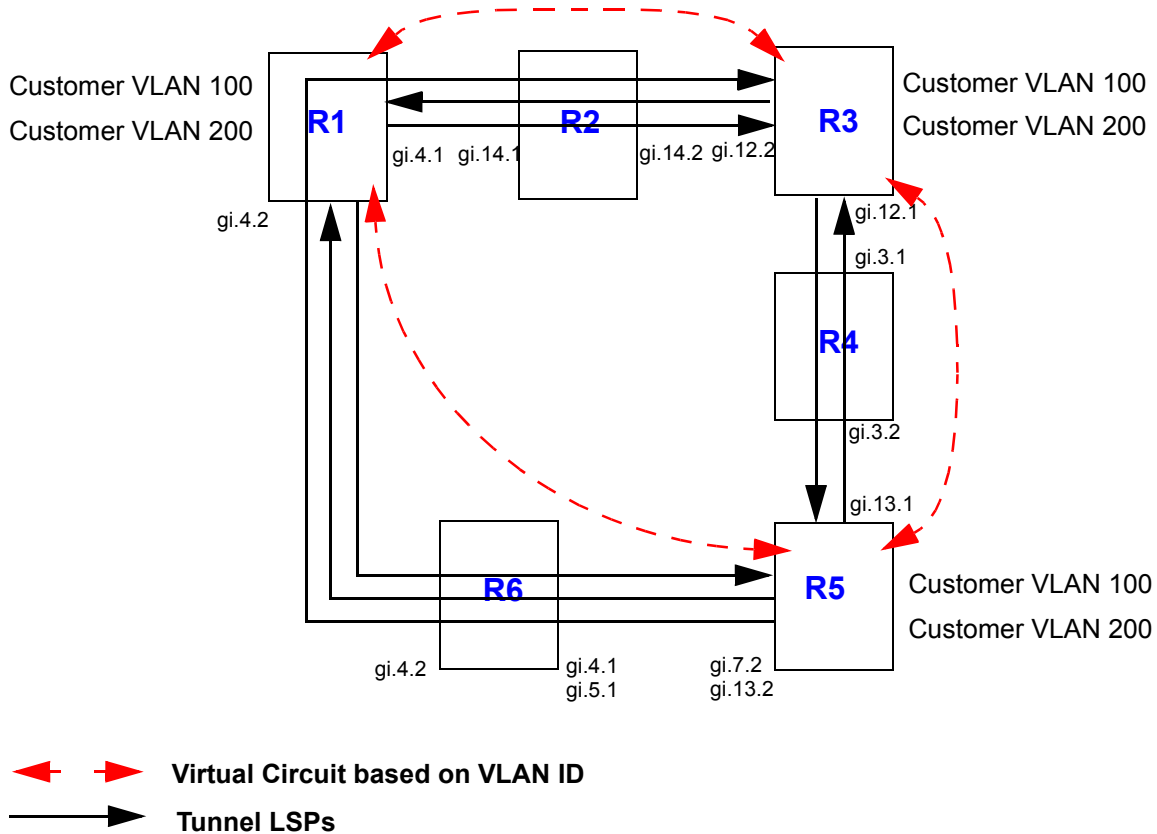 Customer VLAN 100
Customer VLAN 200
R1
R2
R3
Customer VLAN 100
Customer VLAN 200
gi.4.1
gi.14.1
gi.14.2
gi.12.2
gi.4.2
gi.12.1
gi.3.1
R4
gi.3.2
gi.13.1
R6
R5
Customer VLAN 100
Customer VLAN 200
gi.4.2
gi.4.1
gi.5.1
gi.7.2
gi.13.2
Virtual Circuit based on VLAN ID
Tunnel LSPs